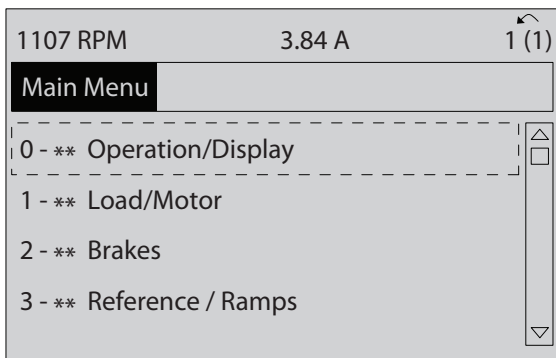 1107 RPM 3.84 A 1 (1)
Main Menu
0 - ** Operation/Display
1 - ** Load/Motor
2 - ** Brakes
3 - ** Reference / Ramps